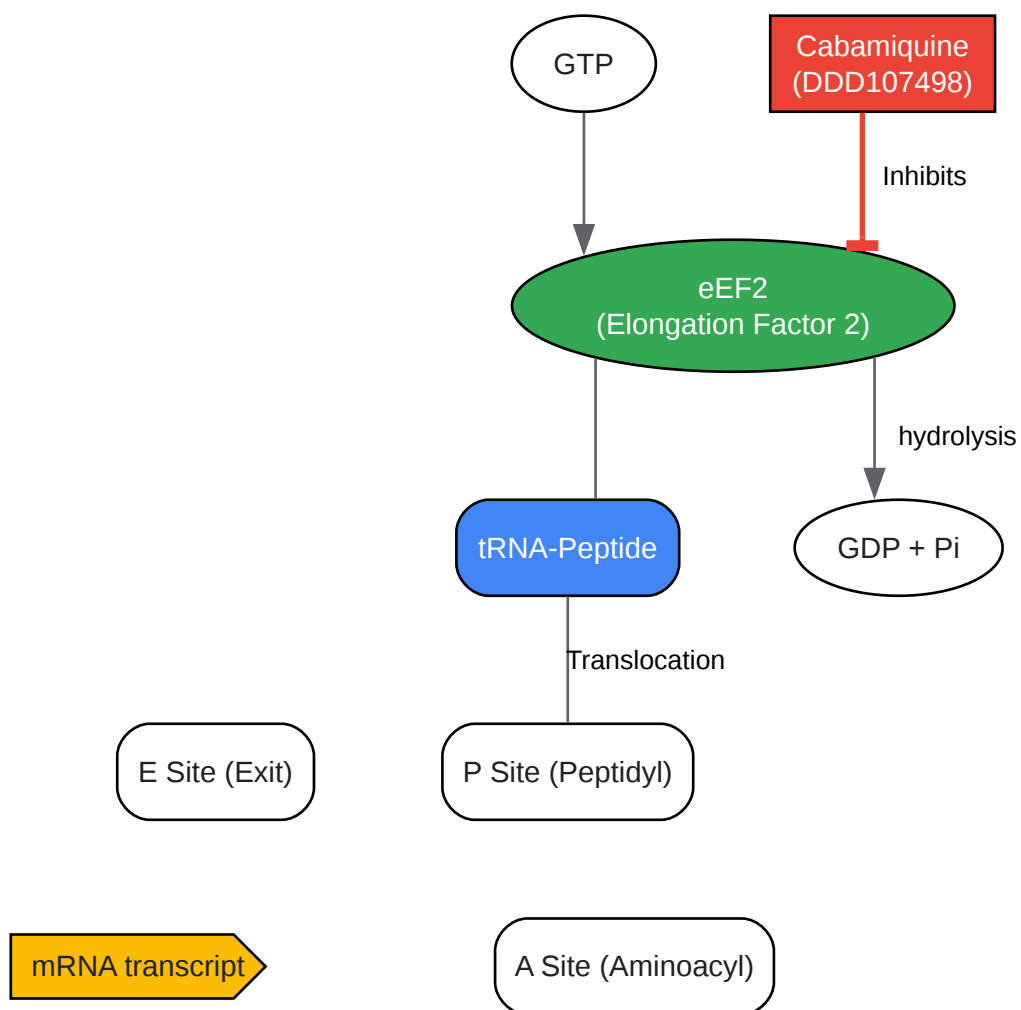 GTP
Cabamiquine
(DDD107498)
Inhibits
eEF2
(Elongation Factor 2)
hydrolysis
tRNA-Peptide
GDP + Pi
Translocation
E Site (Exit)
P Site (Peptidyl)
mRNA transcript
A Site (Aminoacyl)